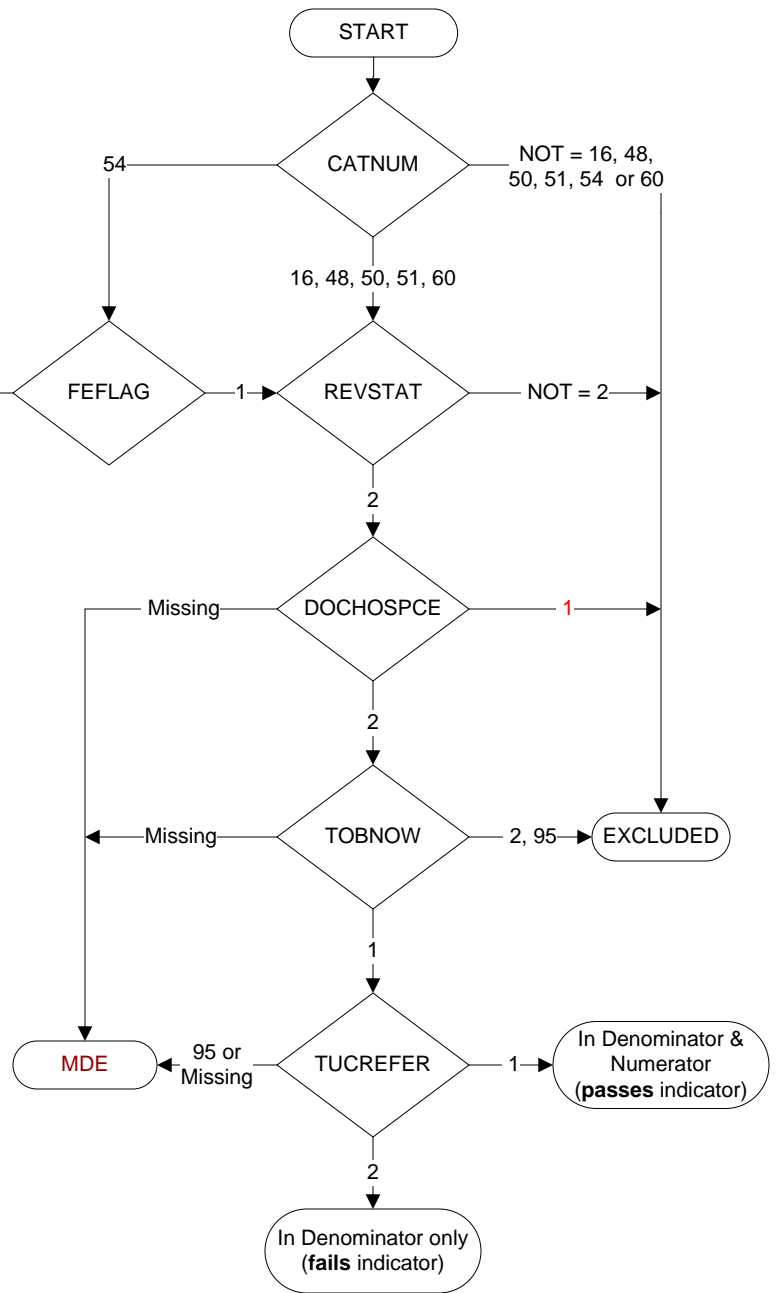 START
CATNUM
54
NOT = 16, 48,
50, 51, 54 or 60
16, 48, 50, 51, 60
FEFLAG
1
REVSTAT
NOT = 2
2
Missing
DOCHOSPCE
1
2
Missing
TOBNOW
2, 95
EXCLUDED
1
MDE
95 or
Missing
TUCREFER
1
In Denominator &
Numerator
(passes indicator)
2
In Denominator only
(fails indicator)